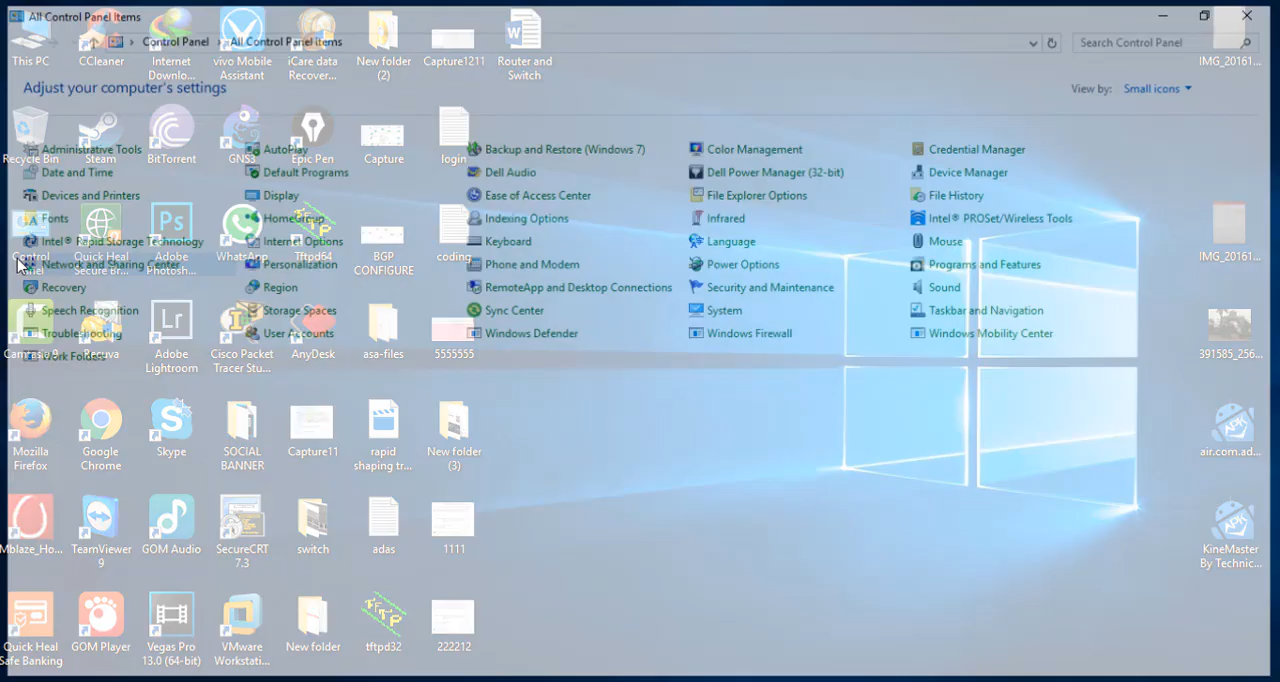 All Control Panel Items
Control Panel
All Control Panel Items
Search Control Panel
Adjust your computer's settings
View by:
Small icons
Administrative Tools
AutoPlay
Backup and Restore (Windows 7)
Color Management
Credential Manager
Date and Time
Default Programs
Dell Audio
Dell Power Manager (32-bit)
Device Manager
Devices and Printers
Display
Ease of Access Center
File Explorer Options
File History
Fonts
HomeGroup
Indexing Options
Infrared
Intel® PROSet/Wireless Tools
Intel® Rapid Storage Technology
Internet Options
Keyboard
Language
Mouse
Network and Sharing Center
Personalization
Phone and Modem
Power Options
Programs and Features
Recovery
Region
RemoteApp and Desktop Connections
Security and Maintenance
Sound
Speech Recognition
Storage Spaces
Sync Center
System
Taskbar and Navigation
Troubleshooting
User Accounts
Windows Defender
Windows Firewall
Windows Mobility Center
Work Folders
This PC
CCleaner
Internet
Downlo...
vivo Mobile
Assistant
iCare data
Recover...
New folder
(2)
Capture1211
Router and
Switch
IMG_20161...
Recycle Bin
Steam
BitTorrent
GNS3
Epic Pen
Capture
login
Control
Panel
Quick Heal
Secure Br...
Ps
Adobe
Photosh...
WhatsApp
Tftpd64
BGP
CONFIGURE
coding
IMG_20161...
Camtasia 9
Recuva
Lr
Adobe
Lightroom
Cisco Packet
Tracer Stu...
AnyDesk
asa-files
5555555
391585_256...
Mozilla
Firefox
Google
Chrome
Skype
SOCIAL
BANNER
Capture11
rapid
shaping tr...
New folder
(3)
APK
air.com.ad...
Mblaze_Ho...
TeamViewer
9
GOM Audio
SecureCRT
7.3
switch
adas
1111
APK
KineMaster
By Technic...
Quick Heal
Safe Banking
GOM Player
Vegas Pro
13.0 (64-bit)
VMware
Workstati...
New folder
tftpd32
222212